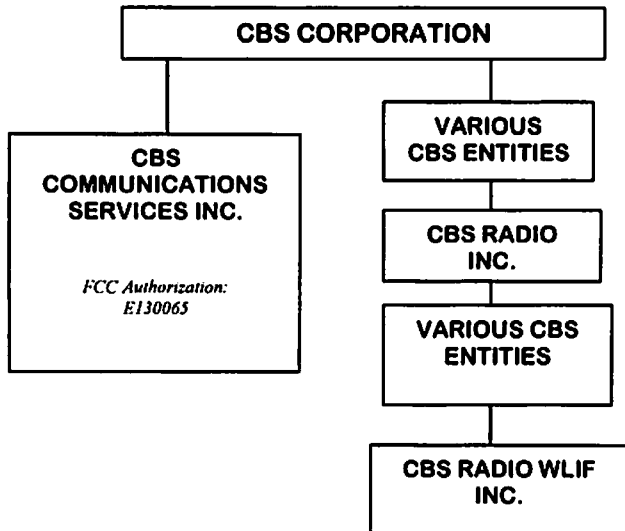 CBS CORPORATION
CBS
COMMUNICATIONS
SERVICES INC.
FCC Authorization:
E130065
VARIOUS
CBS ENTITIES
CBS RADIO
INC.
VARIOUS CBS
ENTITIES
CBS RADIO WLIF
INC.